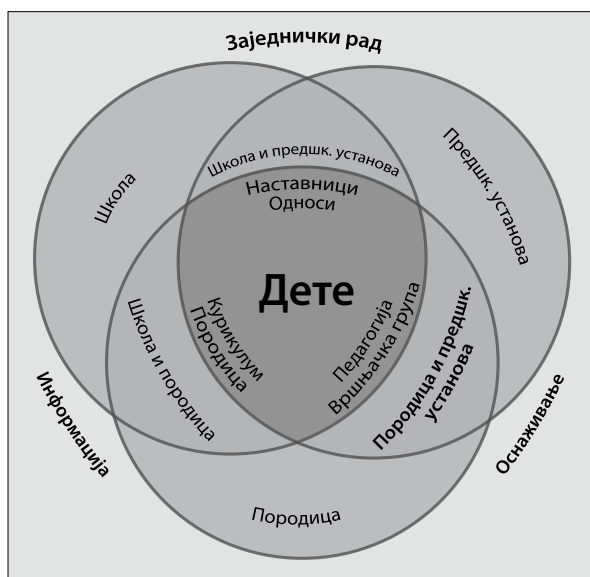 Заједнички рад
Школа
Школа и предшк. установа
Предшк. установа
Наставници
Односи
Дете
Курикулум
Породица
Педагогија
Вршњачка група
Школа и породица
Породица и предшк.
установа
Информација
Оснаживање
Породица